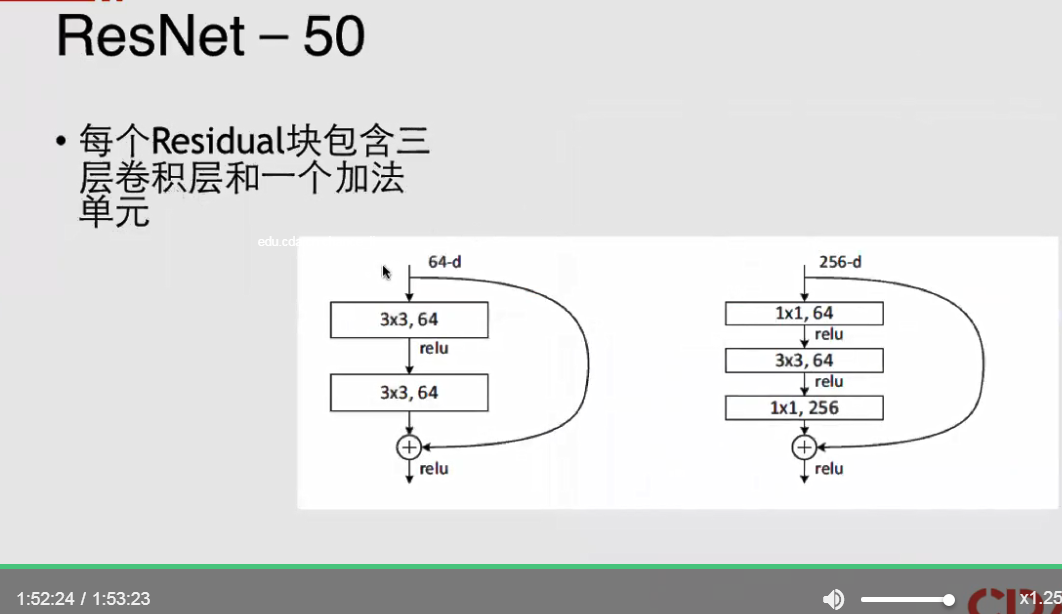 ResNet – 50
• 每个Residual块包含三
层卷积层和一个加法
单元
64-d
3x3, 64
relu
3x3, 64
relu
256-d
1x1, 64
relu
3x3, 64
relu
1x1, 256
relu
1:52:24 / 1:53:23
x1.25